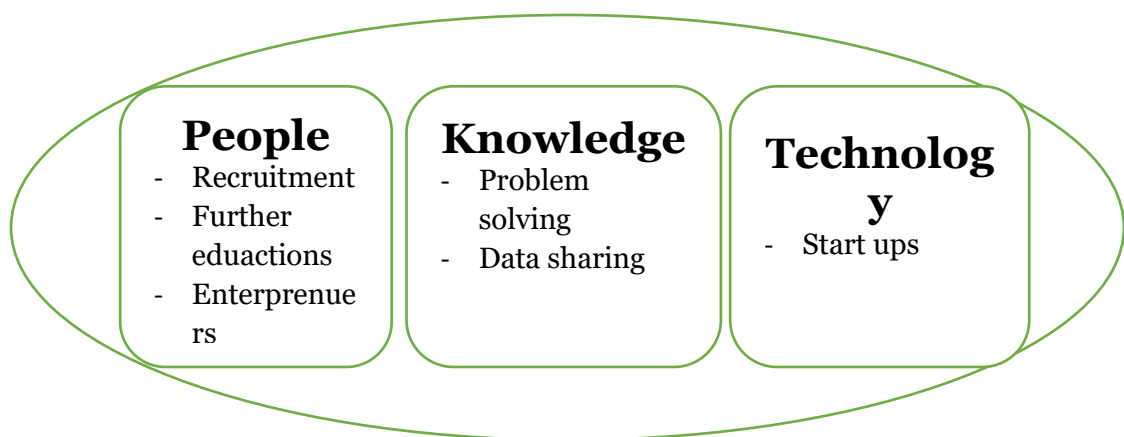 People
- Recruitment
- Further
eduactions
- Enterprenue
rs
Knowledge
- Problem
solving
- Data sharing
Technolog
y
- Start ups